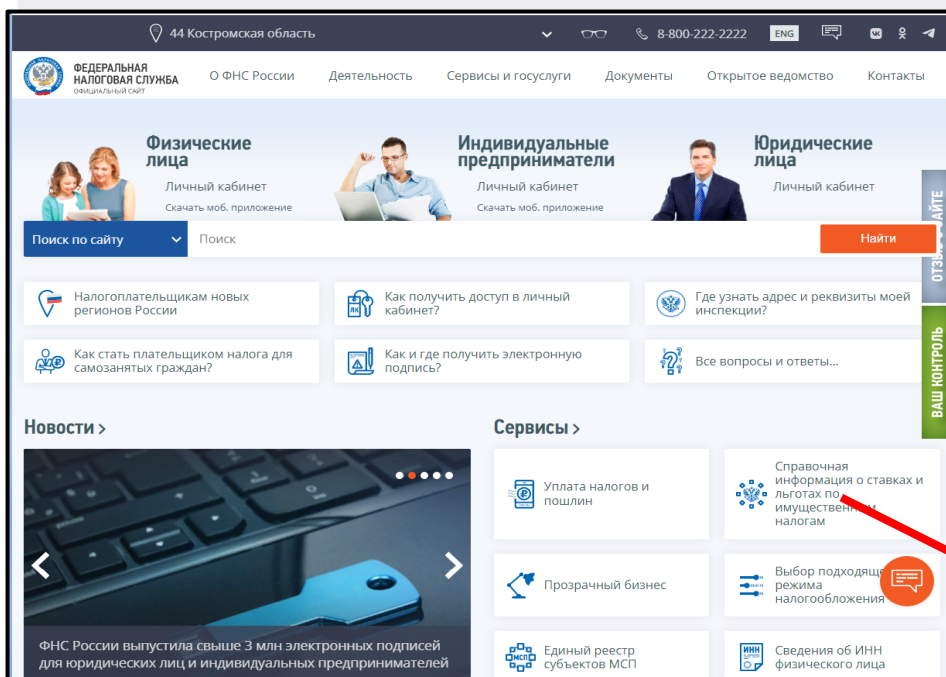 44 Костромская область
8-800-222-2222
ENG
ФЕДЕРАЛЬНАЯ
НАЛОГОВАЯ СЛУЖБА
ОФИЦИАЛЬНЫЙ САЙТ
О ФНС России
Деятельность
Сервисы и госуслуги
Документы
Открытое ведомство
Контакты
Физические
лица
Личный кабинет
Скачать моб. приложение
Индивидуальные
предприниматели
Личный кабинет
Скачать моб. приложение
Юридические
лица
Личный кабинет
Поиск по сайту
Поиск
Найти
САЙТЕ
ВАШ КОНТРОЛЬ
Налогоплательщикам новых
регионов России
Как получить доступ в личный
кабинет?
Где узнать адрес и реквизиты моей
инспекции?
Как стать плательщиком налога для
самозанятых граждан?
Как и где получить электронную
подпись?
Все вопросы и ответы...
Новости >
ФНС России выпустила свыше 3 млн электронных подписей
для юридических лиц и индивидуальных предпринимателей
Сервисы >
Уплата налогов и
пошлин
Справочная
информация о ставках и
льготах по
налогам
Прозрачный бизнес
Выбор
режима
налогообложения
МСП
Единый реестр
субъектов МСП
ИНН
Сведения об ИНН
физического лица